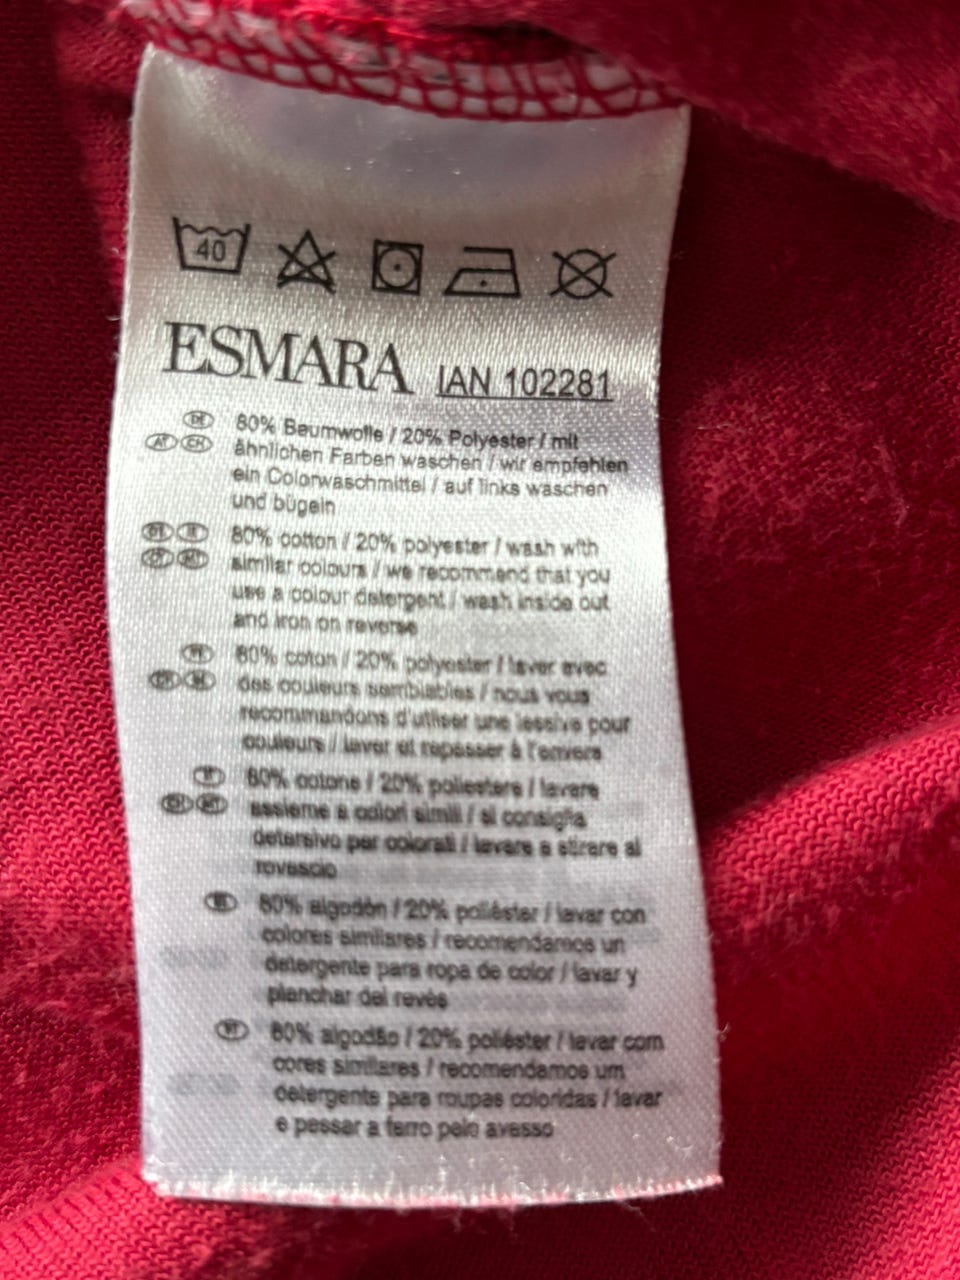 40
ESMARA IAN 102281
DE 80% Baumwolle / 20% Polyester / mit
AT CH ähnlichen Farben waschen / wir empfehlen
ein Colorwaschmittel / auf links waschen
und bügeln
80% cotton / 20% polyester / wash with
similar colours / we recommend that you
use a colour detergent / wash inside out
and iron on reverse
80% coton / 20% polyester / laver avec
des couleurs semblables / nous vous
recommandons d'utiliser une lessive pour
couleurs / laver et repasser à l'envers
80% cotone / 20% poliestere / lavare
assieme a colori simili / si consiglia
detersivo per colorati / lavare e stirare al
rovescio
80% algodón / 20% poliéster / lavar con
colores similares / recomendamos un
detergente para ropa de color / lavar y
planchar del revés
80% algodão / 20% poliéster / lavar com
cores similares / recomendamos um
detergente para roupas coloridas / lavar
e passar a ferro pelo avesso